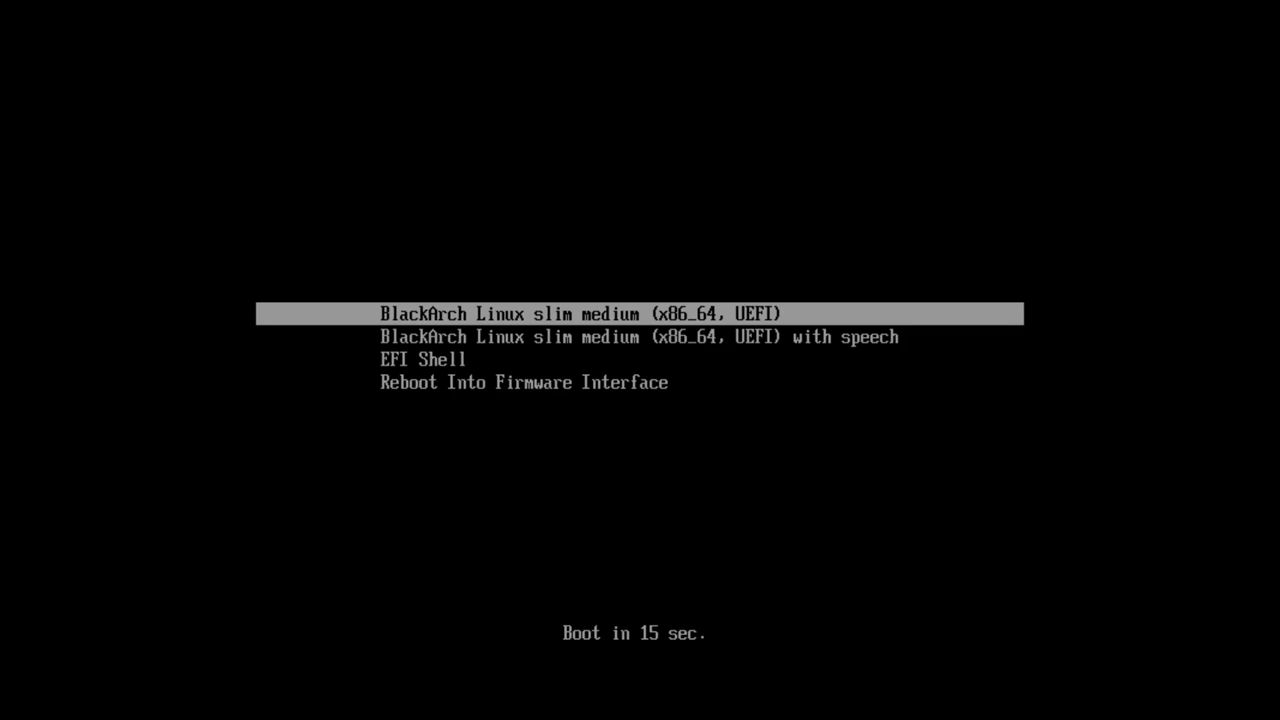 BlackArch Linux slim medium (x86_64, UEFI)
BlackArch Linux slim medium (x86_64, UEFI) with speech
EFI Shell
Reboot Into Firmware Interface
Boot in 15 sec.